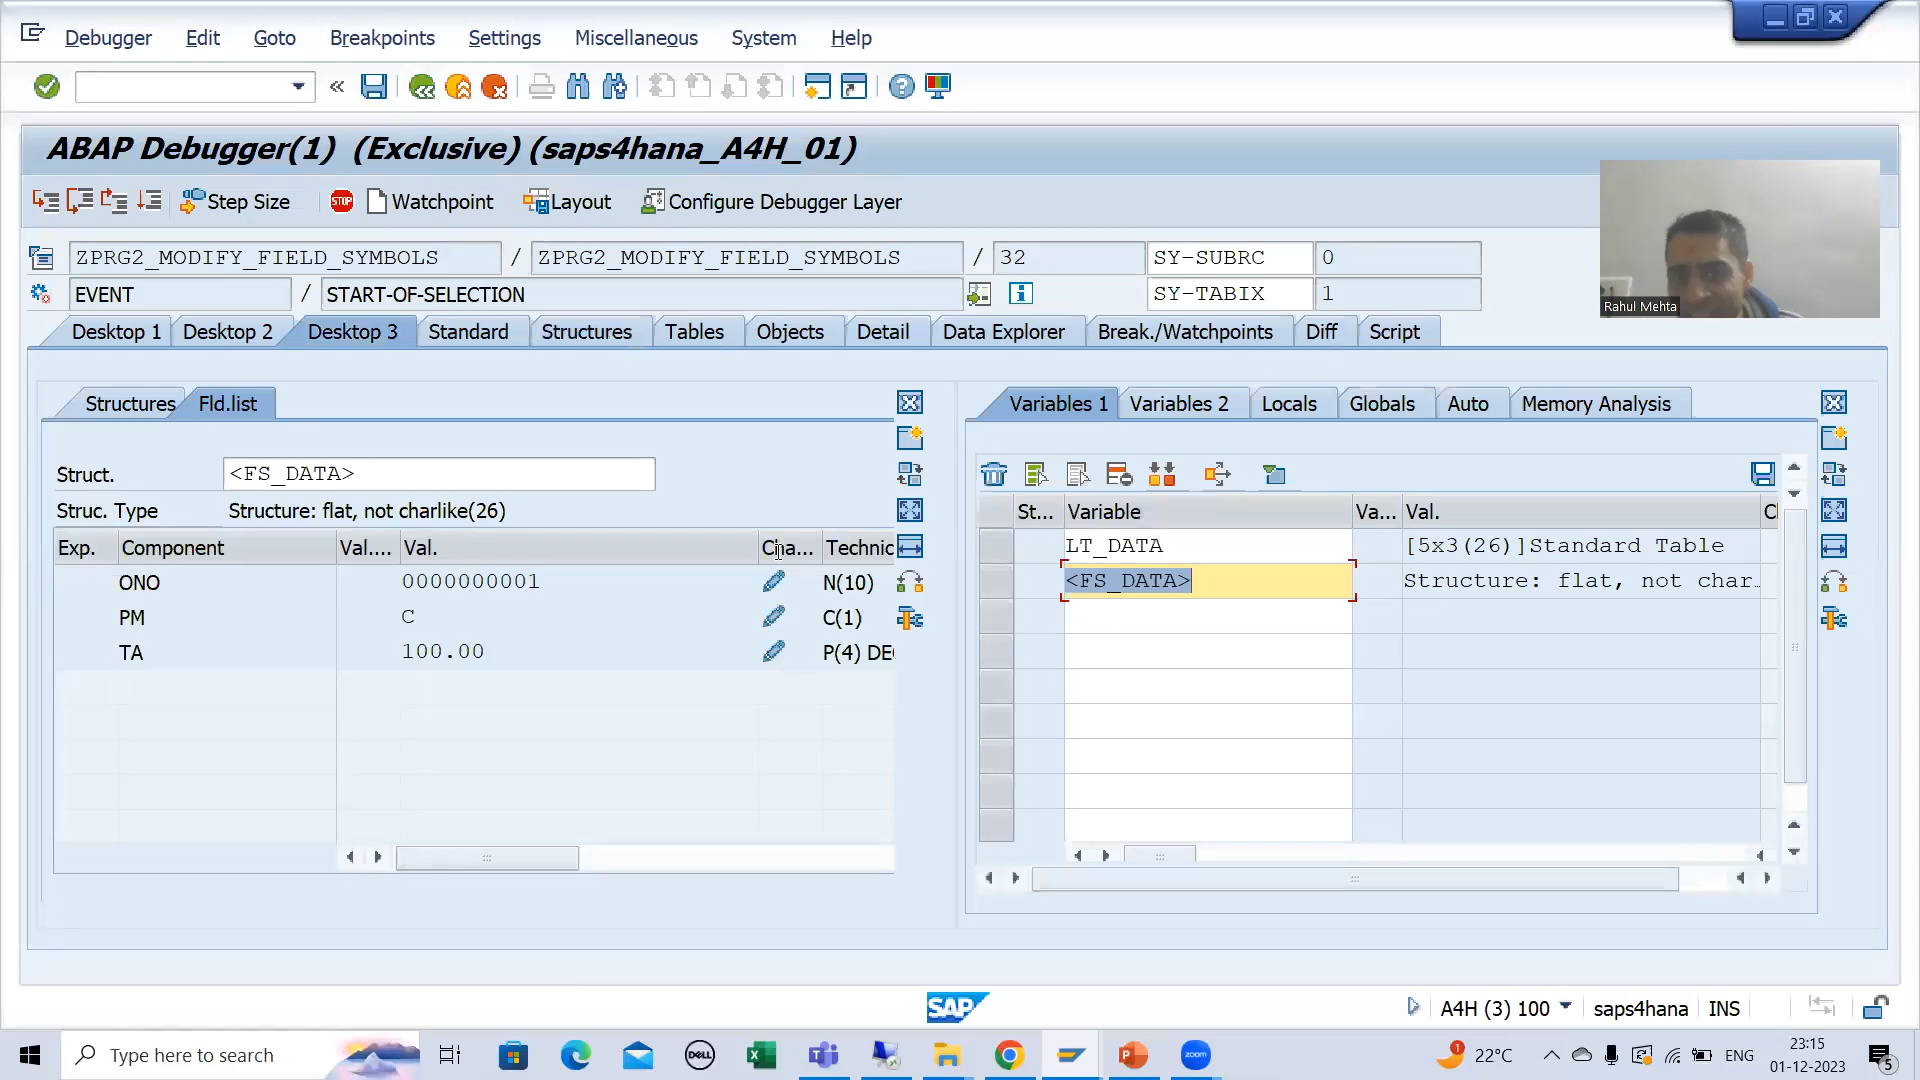 Debugger Edit Goto Breakpoints Settings Miscellaneous System Help
ABAP Debugger(1) (Exclusive) (saps4hana_A4H_01)
Step Size STOP Watchpoint Layout Configure Debugger Layer
ZPRG2_MODIFY_FIELD_SYMBOLS / ZPRG2_MODIFY_FIELD_SYMBOLS / 32 SY-SUBRC 0
EVENT / START-OF-SELECTION SY-TABIX 1
Rahul Mehta
Desktop 1 Desktop 2 Desktop 3 Standard Structures Tables Objects Detail Data Explorer Break./Watchpoints Diff Script
Structures Fld.list
Struct. <FS_DATA>
Struc. Type Structure: flat, not charlike(26)
Exp. Component Val.... Val. Cha... Technic
ONO 0000000001 N(10)
PM C C(1)
TA 100.00 P(4) DE
Variables 1 Variables 2 Locals Globals Auto Memory Analysis
St... Variable Va... Val. C
LT_DATA [5x3(26)]Standard Table
<FS_DATA> Structure: flat, not char…
SAP
A4H (3) 100 saps4hana INS
Type here to search
DELL
zoom
1 22°C ENG
23:15
01-12-2023
5